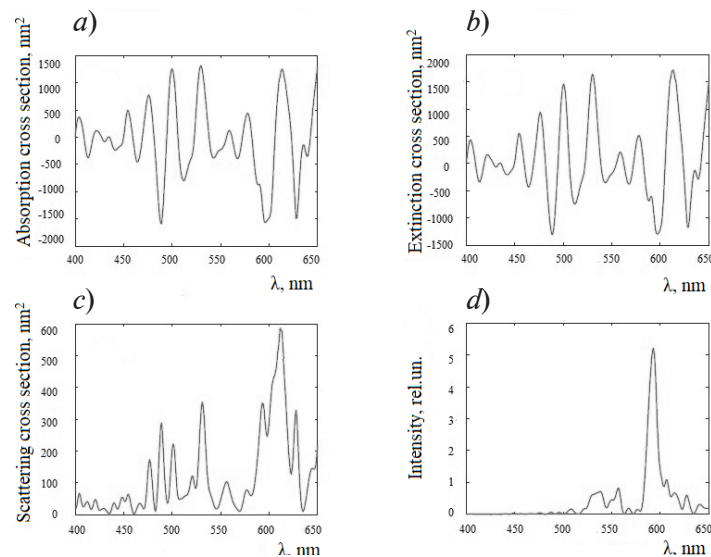 a)
Absorption cross section, nm²
1500
1000
500
0
-500
-1000
-1500
-2000
400 450 500 550 600 650
λ, nm
b)
Extinction cross section, nm²
2000
1500
1000
500
0
-500
-1000
-1500
400 450 500 550 600 650
λ, nm
c)
Scattering cross section, nm²
600
500
400
300
200
100
0
400 450 500 550 600 650
λ, nm
d)
Intensity, rel.un.
6
5
4
3
2
1
0
400 450 500 550 600 650
λ, nm